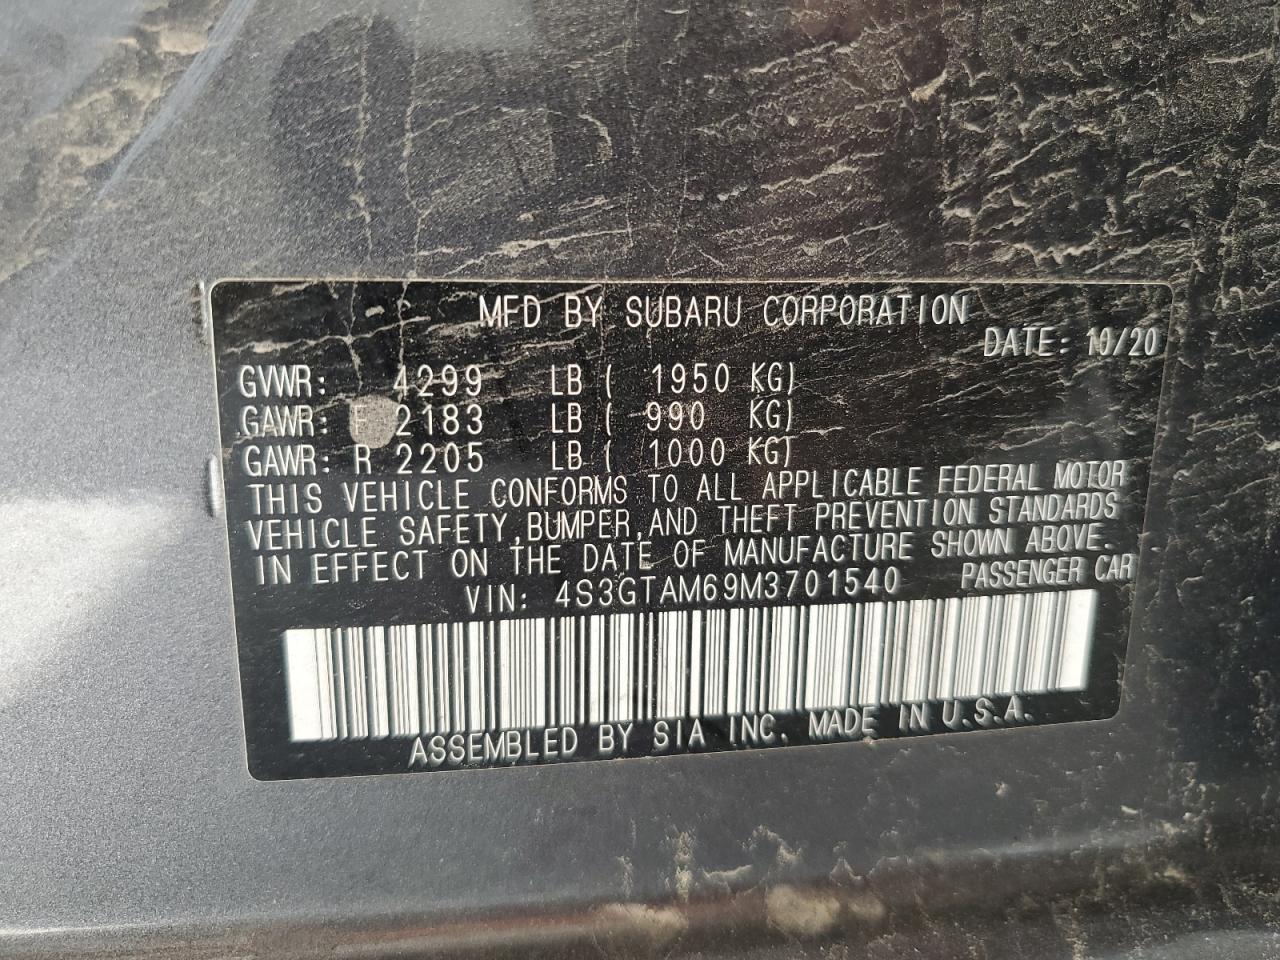 MFD BY SUBARU CORPORATION
DATE: 10/20
GVWR: 4299 LB ( 1950 KG)
GAWR: F 2183 LB ( 990 KG)
GAWR: R 2205 LB ( 1000 KG)
THIS VEHICLE CONFORMS TO ALL APPLICABLE FEDERAL MOTOR
VEHICLE SAFETY,BUMPER,AND THEFT PREVENTION STANDARDS
IN EFFECT ON THE DATE OF MANUFACTURE SHOWN ABOVE.
VIN: 4S3GTAM69M3701540 PASSENGER CAR
ASSEMBLED BY SIA INC. MADE IN U.S.A.